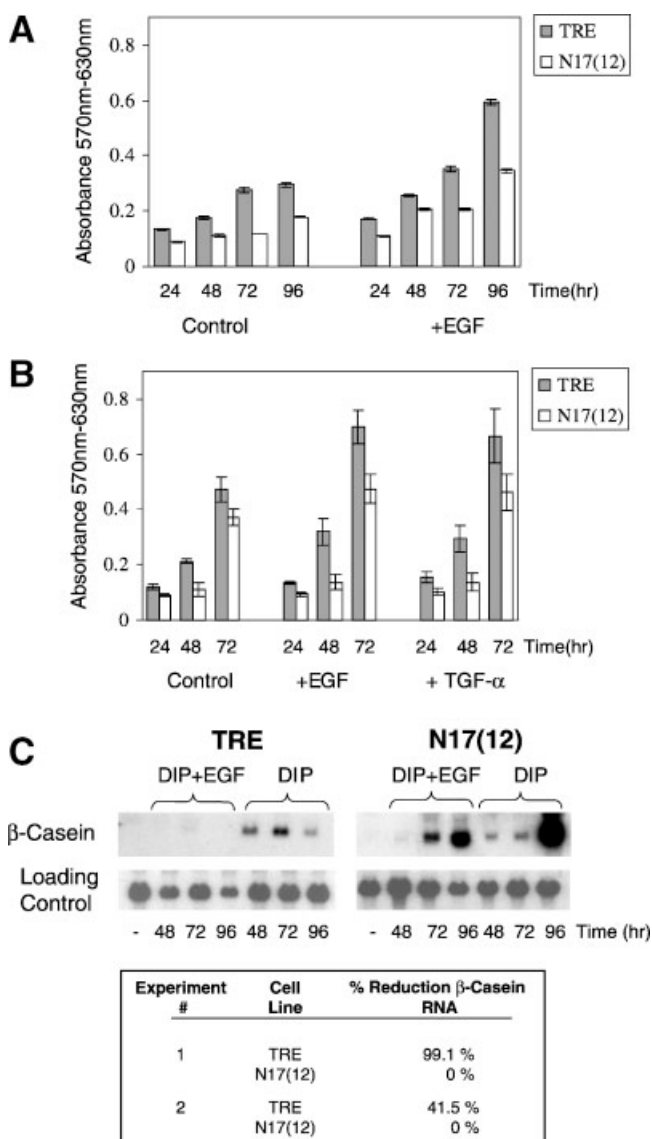 A
TRE
N17(12)
Absorbance 570nm-630nm
0.8
0.6
0.4
0.2
0
24 48 72 96 24 48 72 96 Time(hr)
Control +EGF
B
TRE
N17(12)
Absorbance 570nm-630nm
0.8
0.6
0.4
0.2
0
24 48 72 24 48 72 24 48 72 Time(hr)
Control +EGF + TGF-α
C
TRE N17(12)
DIP+EGF DIP DIP+EGF DIP
β-Casein
Loading
Control
- 48 72 96 48 72 96 - 48 72 96 48 72 96 Time (hr)
Experiment Cell % Reduction β-Casein
# Line RNA
1 TRE 99.1 %
N17(12) 0 %
2 TRE 41.5 %
N17(12) 0 %